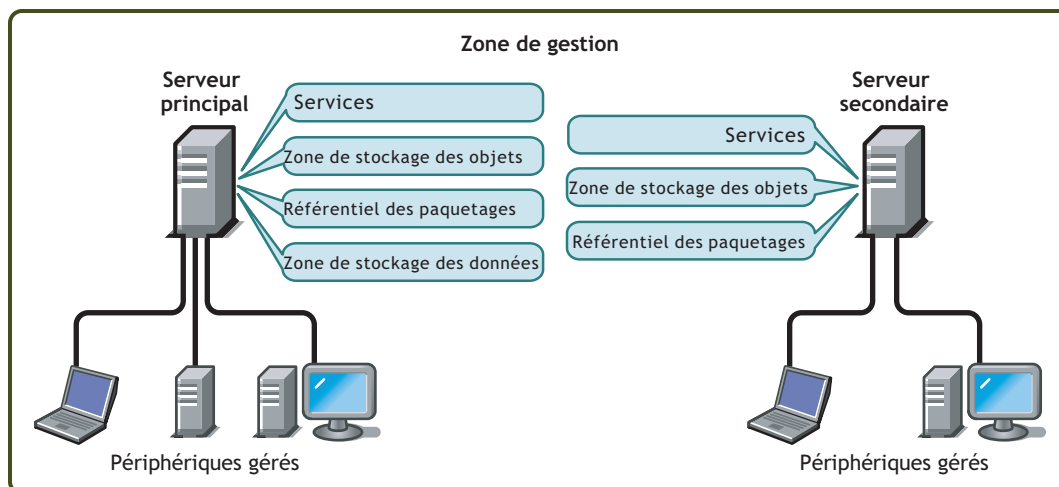 Zone de gestion
Serveur
principal
Services
Zone de stockage des objets
Référentiel des paquetages
Zone de stockage des données
Serveur
secondaire
Services
Zone de stockage des objets
Référentiel des paquetages
Périphériques gérés
Périphériques gérés